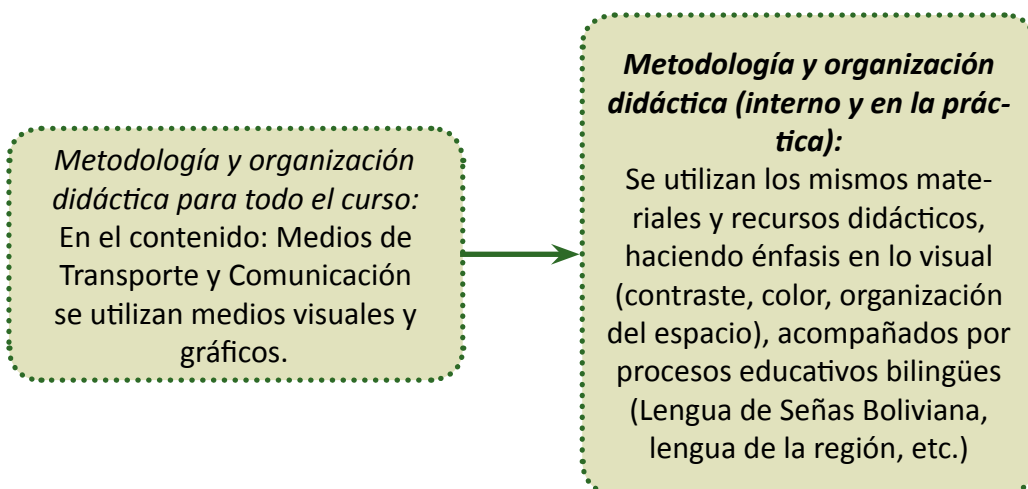 Metodología y organización
didáctica para todo el curso:
En el contenido: Medios de
Transporte y Comunicación
se utilizan medios visuales y
gráficos.
Metodología y organización
didáctica (interno y en la prác-
tica):
Se utilizan los mismos mate-
riales y recursos didácticos,
haciendo énfasis en lo visual
(contraste, color, organización
del espacio), acompañados por
procesos educativos bilingües
(Lengua de Señas Boliviana,
lengua de la región, etc.)